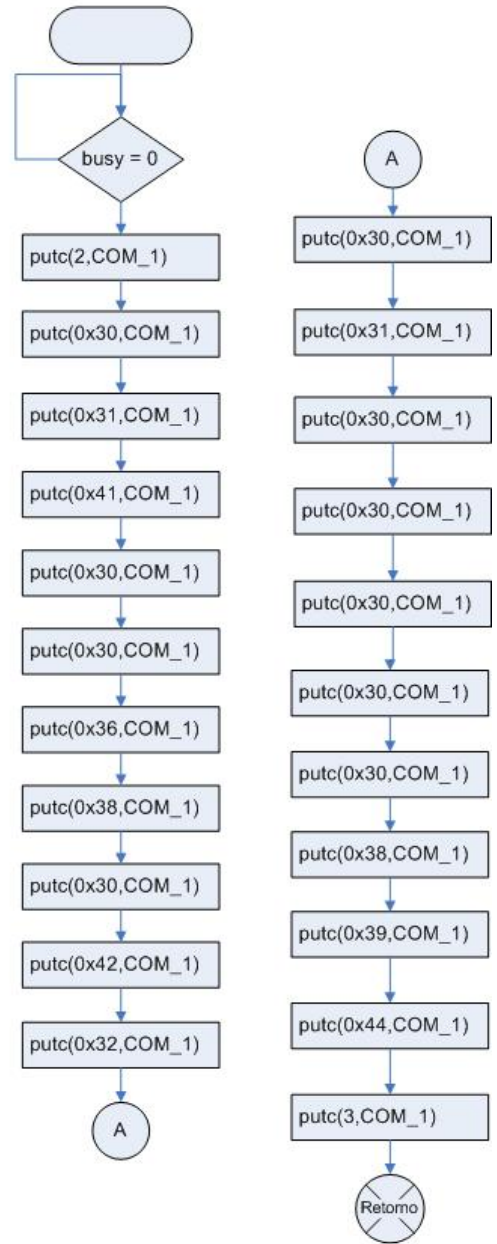 busy = 0
putc(2,COM_1)
putc(0x30,COM_1)
putc(0x31,COM_1)
putc(0x41,COM_1)
putc(0x30,COM_1)
putc(0x30,COM_1)
putc(0x36,COM_1)
putc(0x38,COM_1)
putc(0x30,COM_1)
putc(0x42,COM_1)
putc(0x32,COM_1)
A
A
putc(0x30,COM_1)
putc(0x31,COM_1)
putc(0x30,COM_1)
putc(0x30,COM_1)
putc(0x30,COM_1)
putc(0x30,COM_1)
putc(0x30,COM_1)
putc(0x38,COM_1)
putc(0x39,COM_1)
putc(0x44,COM_1)
putc(3,COM_1)
Retorno